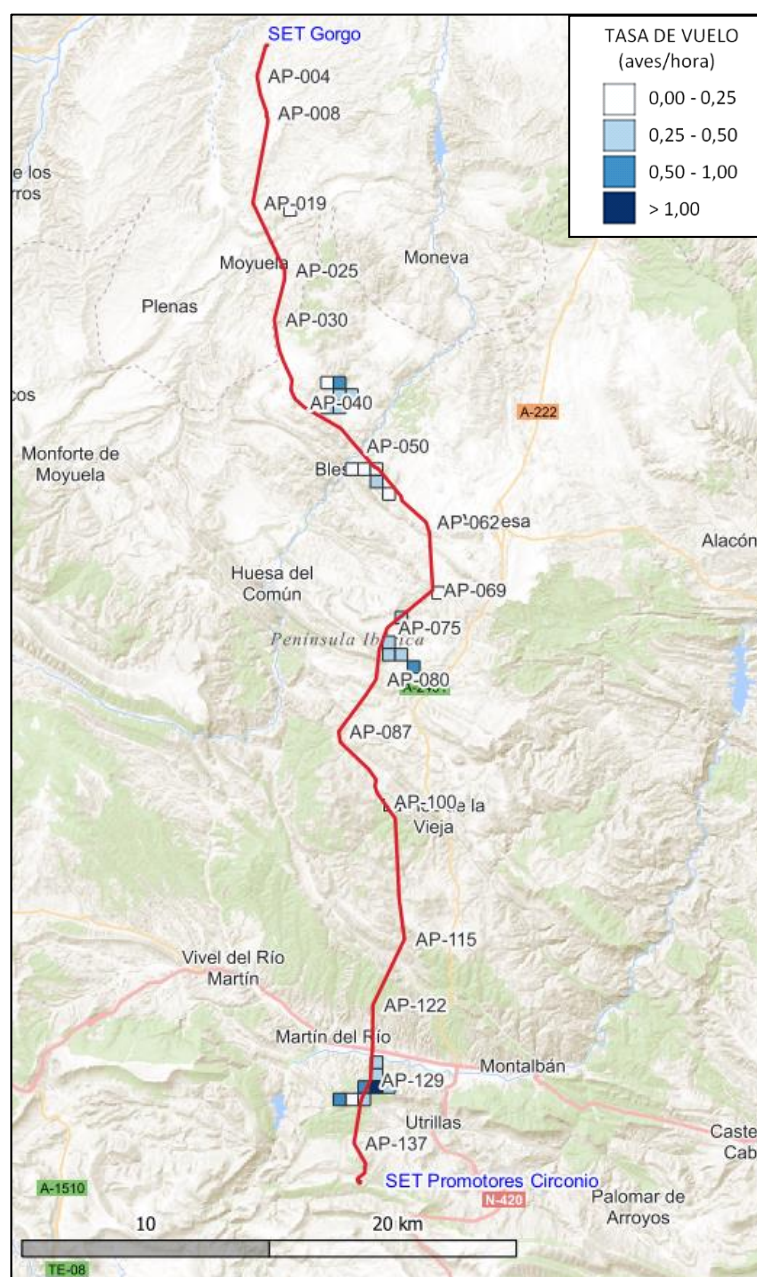 SET Gorgo
TASA DE VUELO
(aves/hora)
0,00 - 0,25
0,25 - 0,50
0,50 - 1,00
> 1,00
AP-004
AP-008
e los
rros
AP-019
Moyuela
AP-025
Moneva
Plenas
AP-030
cos
AP-040
A-222
AP-050
Monforte de
Moyuela
Bles
AP-062
esa
Alacón
Huesa del
Común
AP-069
AP-075
Península Ib
ica
AP-080
AP-087
AP-100
de la
Vieja
AP-115
Vivel del Río
Martín
AP-122
Martín del Río
Montalbán
AP-129
Utrillas
Caste
Cab
AP-137
SET Promotores Circonio
A-1510
N-420
Palomar de
Arroyos
10
20 km
TE-08